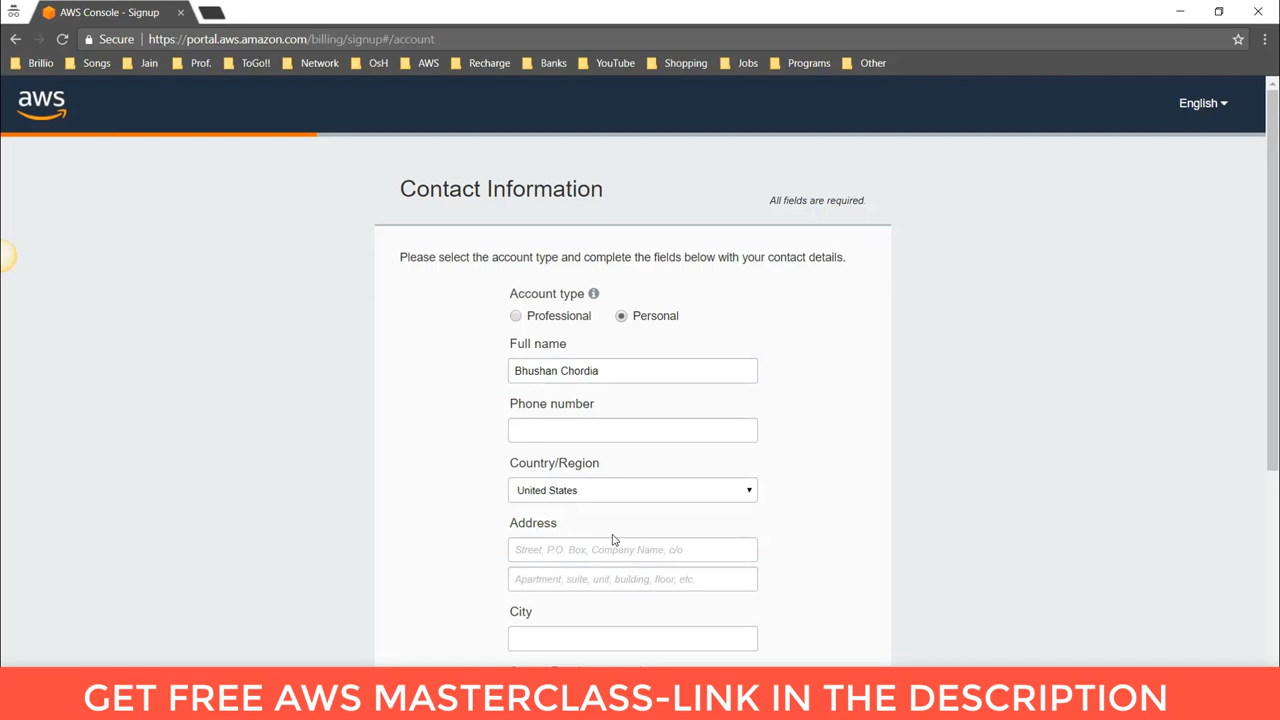 AWS Console - Signup
Secure https://portal.aws.amazon.com/billing/signup#/account
Brillio Songs Jain Prof. ToGo!! Network OsH AWS Recharge Banks YouTube Shopping Jobs Programs Other
aws
English
Contact Information
All fields are required.
Please select the account type and complete the fields below with your contact details.
Account type
Professional Personal
Full name
Bhushan Chordia
Phone number
Country/Region
United States
Address
Street, P.O. Box, Company Name, c/o
Apartment, suite, unit, building, floor, etc.
City
GET FREE AWS MASTERCLASS-LINK IN THE DESCRIPTION